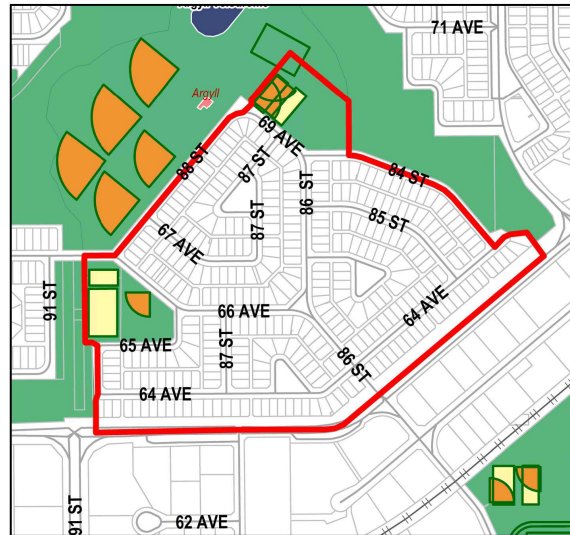 71 AVE
Argyll
69 AVE
88 ST
87 ST
84 ST
86 ST
85 ST
87 ST
67 AVE
91 ST
66 AVE
64 AVE
65 AVE
87 ST
86 ST
64 AVE
91 ST
62 AVE